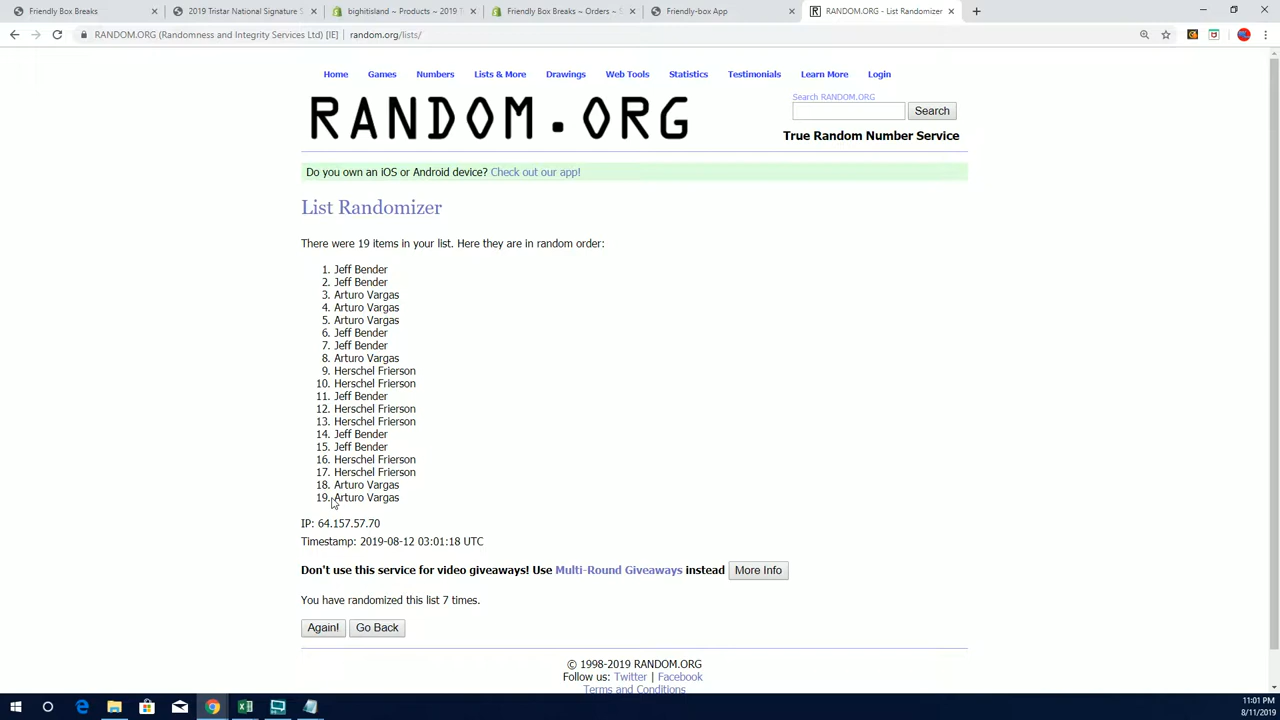 Friendly Box Breaks
2019 Tristar National Signature S
bighitisland ~ Products ~ 2019 T
Friendly Box Breaks ~ Orders ~ S
Friendly-box App
RANDOM.ORG - List Randomizer
RANDOM.ORG (Randomness and Integrity Services Ltd) [IE] | random.org/lists/
Home Games Numbers Lists & More Drawings Web Tools Statistics Testimonials Learn More Login
RANDOM.ORG
Search RANDOM.ORG
Search
True Random Number Service
Do you own an iOS or Android device? Check out our app!
List Randomizer
There were 19 items in your list. Here they are in random order:
1. Jeff Bender
2. Jeff Bender
3. Arturo Vargas
4. Arturo Vargas
5. Arturo Vargas
6. Jeff Bender
7. Jeff Bender
8. Arturo Vargas
9. Herschel Frierson
10. Herschel Frierson
11. Jeff Bender
12. Herschel Frierson
13. Herschel Frierson
14. Jeff Bender
15. Jeff Bender
16. Herschel Frierson
17. Herschel Frierson
18. Arturo Vargas
19. Arturo Vargas
IP: 64.157.57.70
Timestamp: 2019-08-12 03:01:18 UTC
Don't use this service for video giveaways! Use Multi-Round Giveaways instead More Info
You have randomized this list 7 times.
Again! Go Back
© 1998-2019 RANDOM.ORG
Follow us: Twitter | Facebook
Terms and Conditions
11:01 PM
8/11/2019